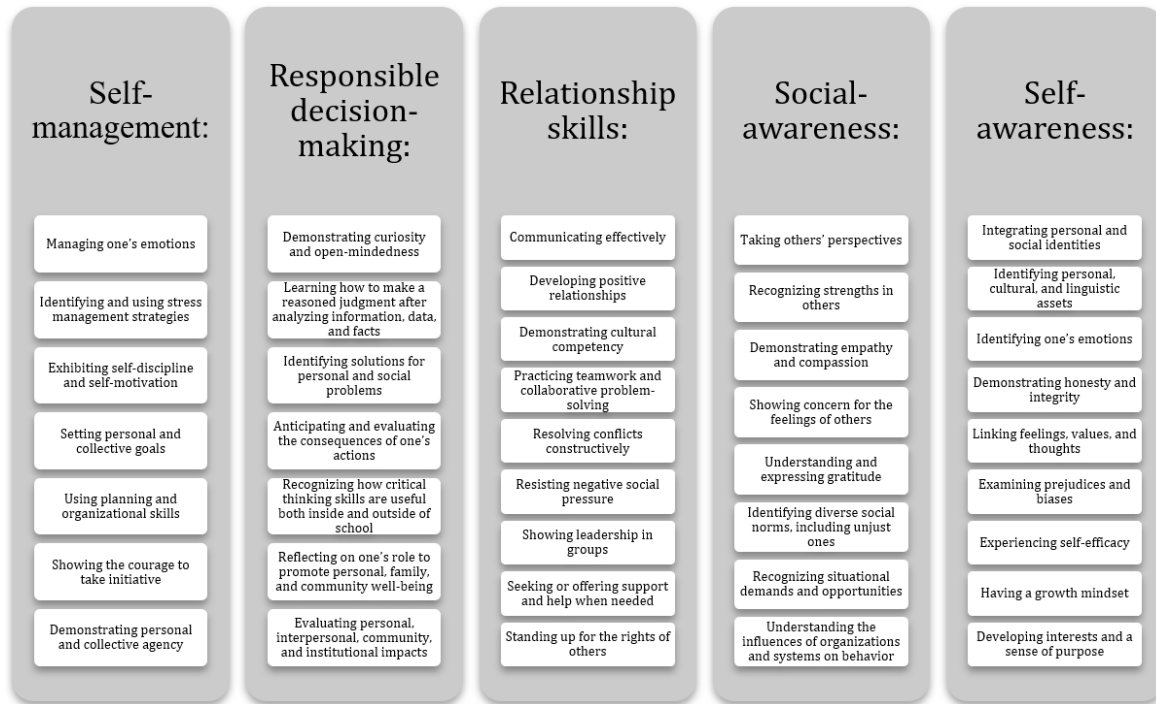 Self-
management:
Managing one's emotions
Identifying and using stress
management strategies
Exhibiting self-discipline
and self-motivation
Setting personal and
collective goals
Using planning and
organizational skills
Showing the courage to
take initiative
Demonstrating personal
and collective agency
Responsible
decision-
making:
Demonstrating curiosity
and open-mindedness
Learning how to make a
reasoned judgment after
analyzing information, data,
and facts
Identifying solutions for
personal and social
problems
Anticipating and evaluating
the consequences of one's
actions
Recognizing how critical
thinking skills are useful
both inside and outside of
school
Reflecting on one's role to
promote personal, family,
and community well-being
Evaluating personal,
interpersonal, community,
and institutional impacts
Relationship
skills:
Communicating effectively
Developing positive
relationships
Demonstrating cultural
competency
Practicing teamwork and
collaborative problem-
solving
Resolving conflicts
constructively
Resisting negative social
pressure
Showing leadership in
groups
Seeking or offering support
and help when needed
Standing up for the rights of
others
Social-
awareness:
Taking others' perspectives
Recognizing strengths in
others
Demonstrating empathy
and compassion
Showing concern for the
feelings of others
Understanding and
expressing gratitude
Identifying diverse social
norms, including unjust
ones
Recognizing situational
demands and opportunities
Understanding the
influences of organizations
and systems on behavior
Self-
awareness:
Integrating personal and
social identities
Identifying personal,
cultural, and linguistic
assets
Identifying one's emotions
Demonstrating honesty and
integrity
Linking feelings, values, and
thoughts
Examining prejudices and
biases
Experiencing self-efficacy
Having a growth mindset
Developing interests and a
sense of purpose